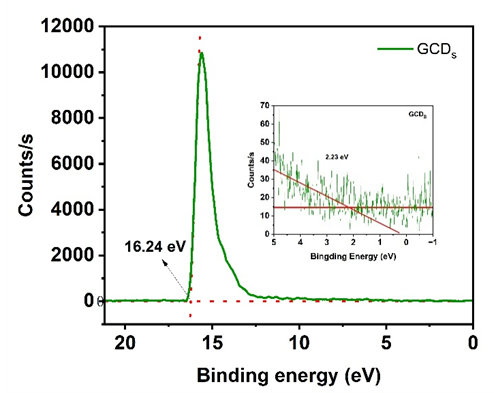 12000
10000
8000
6000
4000
2000
0
Counts/s
GCDs
16.24 eV
70
60
50
40
30
20
10
0
Counts/s
GCDs
2.23 eV
5 4 3 2 1 0 −1
Bingding Energy (eV)
20 15 10 5 0
Binding energy (eV)